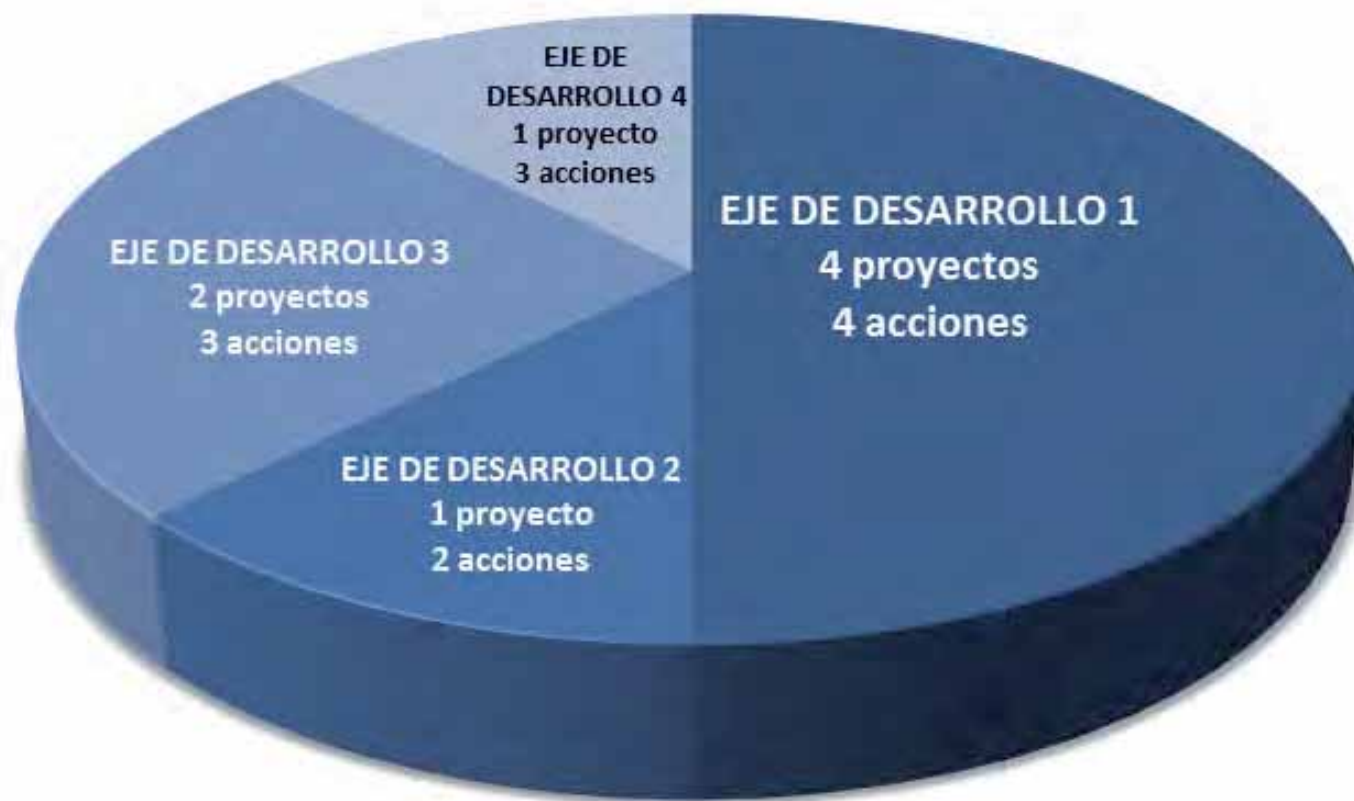 EJE DE
DESARROLLO 4
1 proyecto
3 acciones
EJE DE DESARROLLO 1
4 proyectos
4 acciones
EJE DE DESARROLLO 3
2 proyectos
3 acciones
EJE DE DESARROLLO 2
1 proyecto
2 acciones